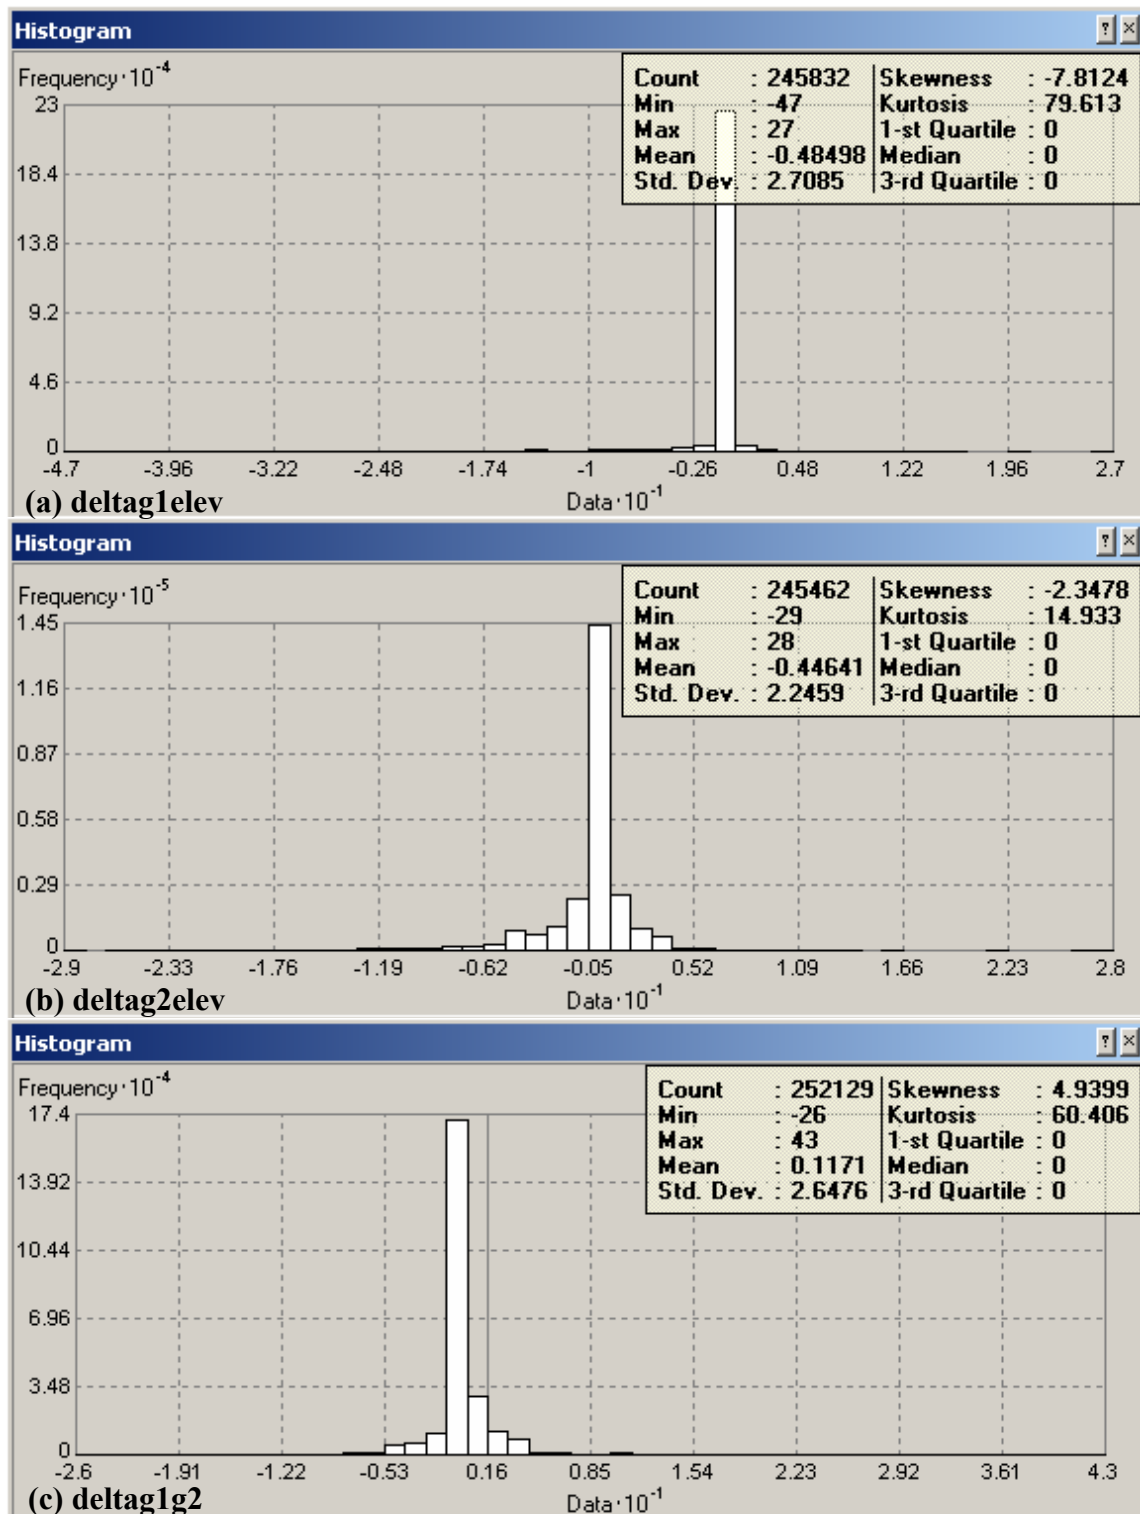 Histogram ? ×
Frequency·10⁻⁴
Count : 245832 Skewness : -7.8124
Min : -47 Kurtosis : 79.613
Max : 27 1-st Quartile : 0
Mean : -0.48498 Median : 0
Std. Dev. : 2.7085 3-rd Quartile : 0
23
18.4
13.8
9.2
4.6
0
-4.7 -3.96 -3.22 -2.48 -1.74 -1 -0.26 0.48 1.22 1.96 2.7
Data·10⁻¹
(a) deltag1elev
Histogram ? ×
Frequency·10⁻⁵
Count : 245462 Skewness : -2.3478
Min : -29 Kurtosis : 14.933
Max : 28 1-st Quartile : 0
Mean : -0.44641 Median : 0
Std. Dev. : 2.2459 3-rd Quartile : 0
1.45
1.16
0.87
0.58
0.29
0
-2.9 -2.33 -1.76 -1.19 -0.62 -0.05 0.52 1.09 1.66 2.23 2.8
Data·10⁻¹
(b) deltag2elev
Histogram ? ×
Frequency·10⁻⁴
Count : 252129 Skewness : 4.9399
Min : -26 Kurtosis : 60.406
Max : 43 1-st Quartile : 0
Mean : 0.1171 Median : 0
Std. Dev. : 2.6476 3-rd Quartile : 0
17.4
13.92
10.44
6.96
3.48
0
-2.6 -1.91 -1.22 -0.53 0.16 0.85 1.54 2.23 2.92 3.61 4.3
Data·10⁻¹
(c) deltag1g2